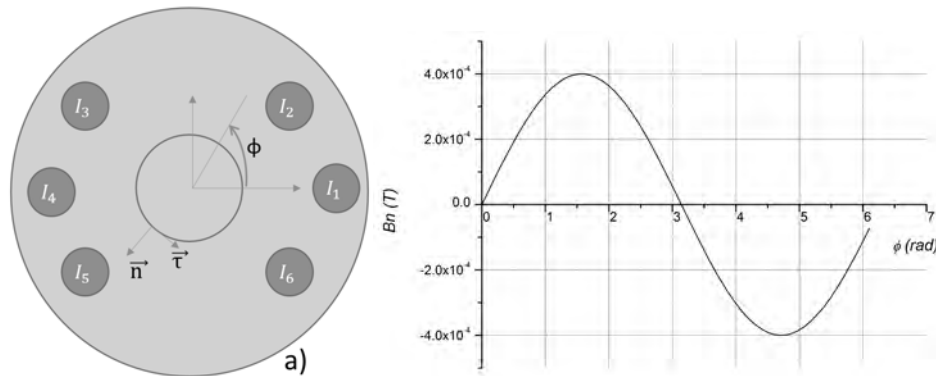 I₃
I₂
ϕ
I₄
I₁
n⃗
τ⃗
I₅
I₆
a)
4.0x10⁻⁴
2.0x10⁻⁴
0.0
-2.0x10⁻⁴
-4.0x10⁻⁴
Bn (T)
0 1 2 3 4 5 6 7
ϕ (rad)